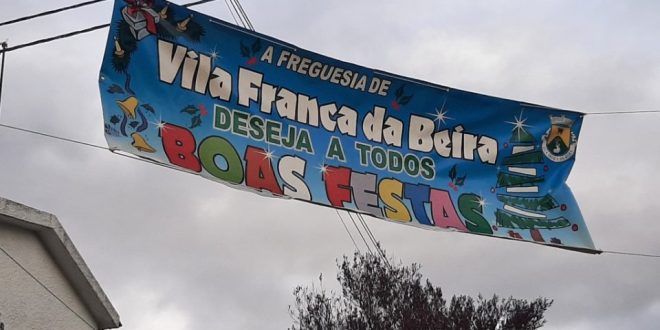 A FREGUESIA DE
Vila Franca da Beira
DESEJA A TODOS
BOAS FESTAS